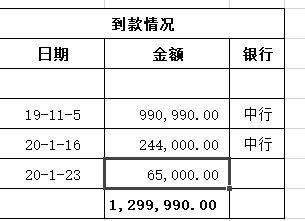 到款情况
日期 金额 银行
19-11-5 990,990.00 中行
20-1-16 244,000.00 中行
20-1-23 65,000.00
1,299,990.00